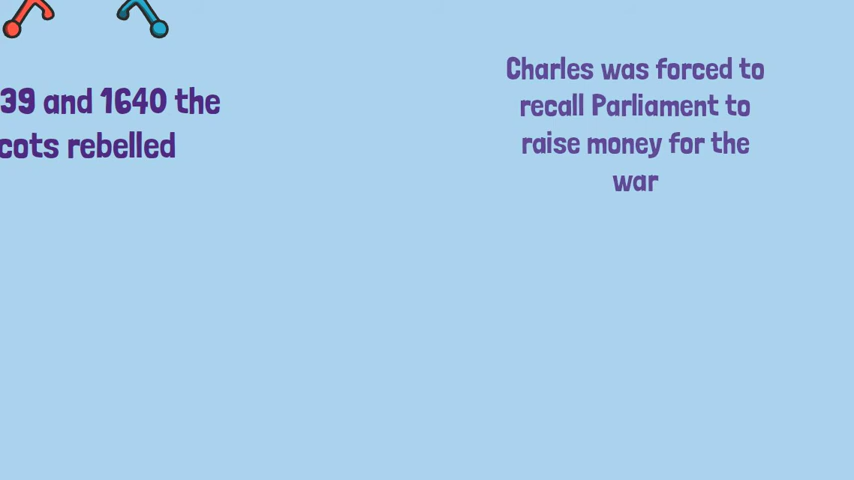 39 and 1640 the
cots rebelled
Charles was forced to
recall Parliament to
raise money for the
war